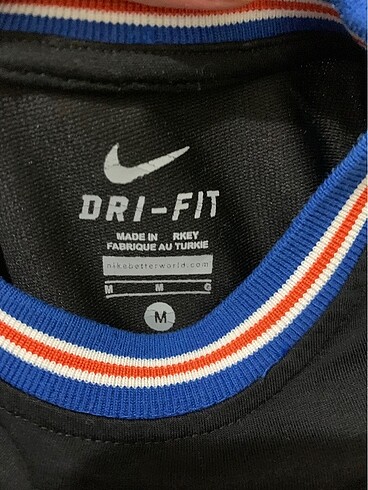 DRI-FIT
MADE IN RKEY
FABRIQUE AU TURKIE
nikebetterworld.com
M M G
M